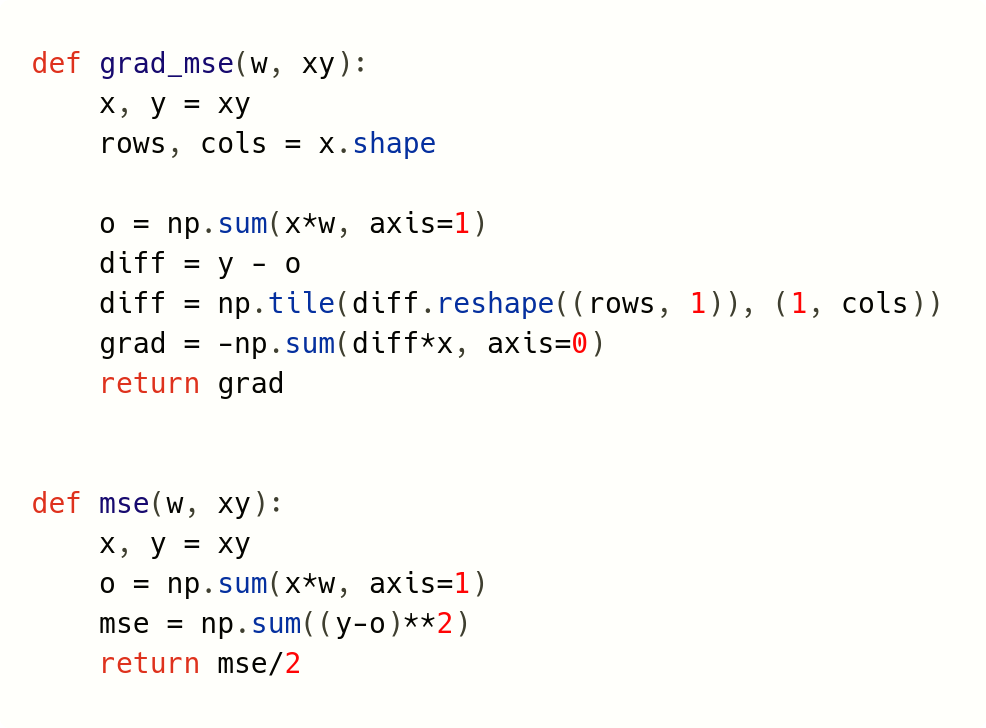 def grad_mse(w, xy):
    x, y = xy
    rows, cols = x.shape
    o = np.sum(x*w, axis=1)
    diff = y - o
    diff = np.tile(diff.reshape((rows, 1)), (1, cols))
    grad = -np.sum(diff*x, axis=0)
    return grad
def mse(w, xy):
    x, y = xy
    o = np.sum(x*w, axis=1)
    mse = np.sum((y-o)**2)
    return mse/2